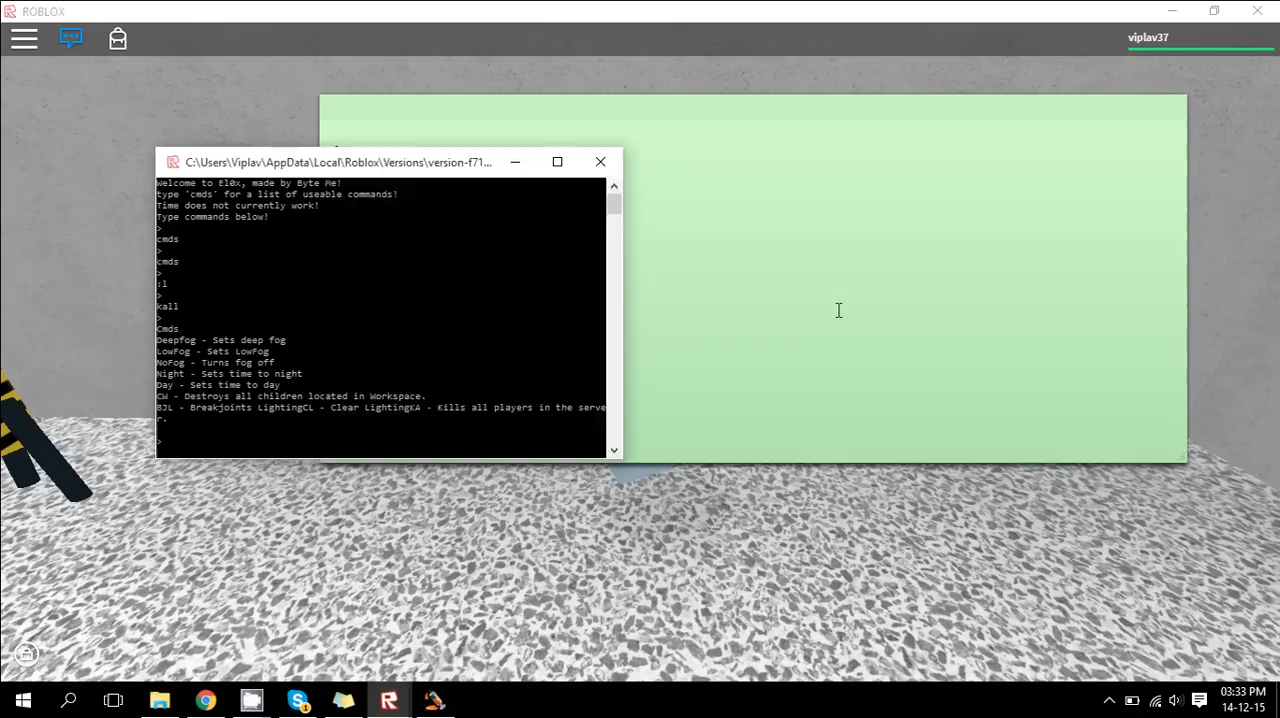 ROBLOX
viplav37
C:\Users\Viplav\AppData\Local\Roblox\Versions\version-f71...
Welcome to El0x, made by Byte Me!
type `cmds` for a list of useable commands!
Time does not currently work!
Type commands below!
>
cmds
>
cmds
>
:l
>
kall
>
Cmds
Deepfog - Sets deep fog
LowFog - Sets LowFog
NoFog - Turns fog off
Night - Sets time to night
Day - Sets time to day
CW - Destroys all children located in Workspace.
BJL - Breakjoints LightingCL - Clear LightingKA - Kills all players in the serve
r.
>
03:33 PM
14-12-15